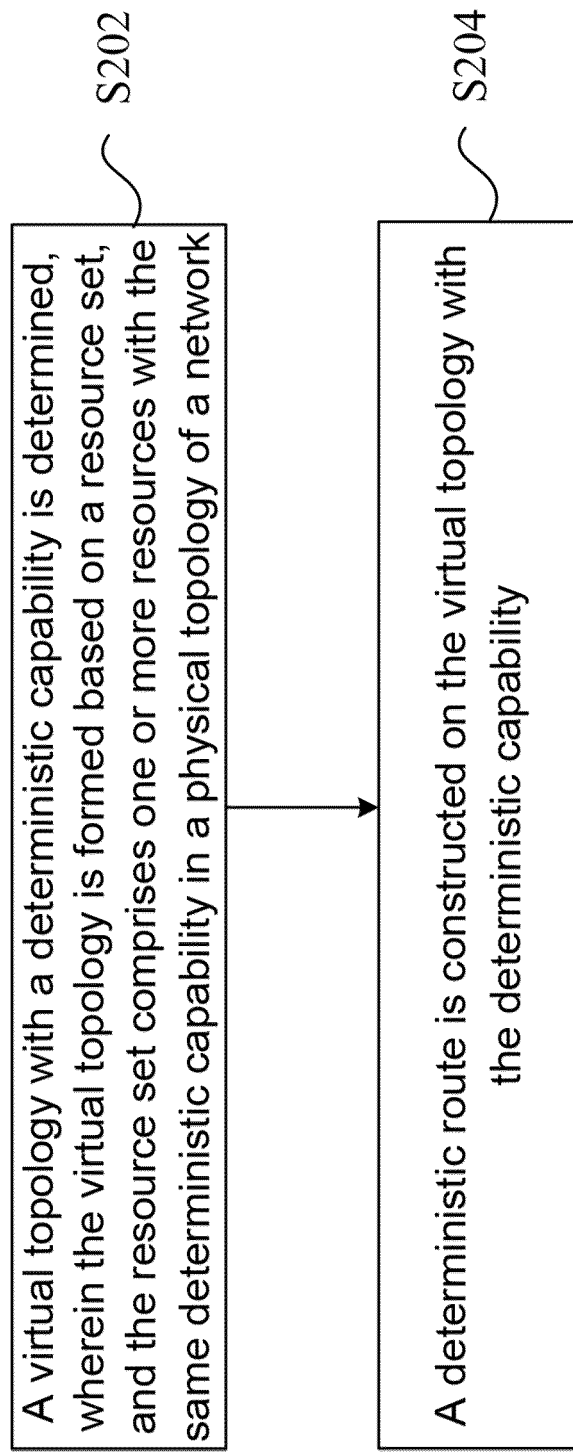 A virtual topology with a deterministic capability is determined,
wherein the virtual topology is formed based on a resource set,
and the resource set comprises one or more resources with the
same deterministic capability in a physical topology of a network
S202
A deterministic route is constructed on the virtual topology with
the deterministic capability
S204